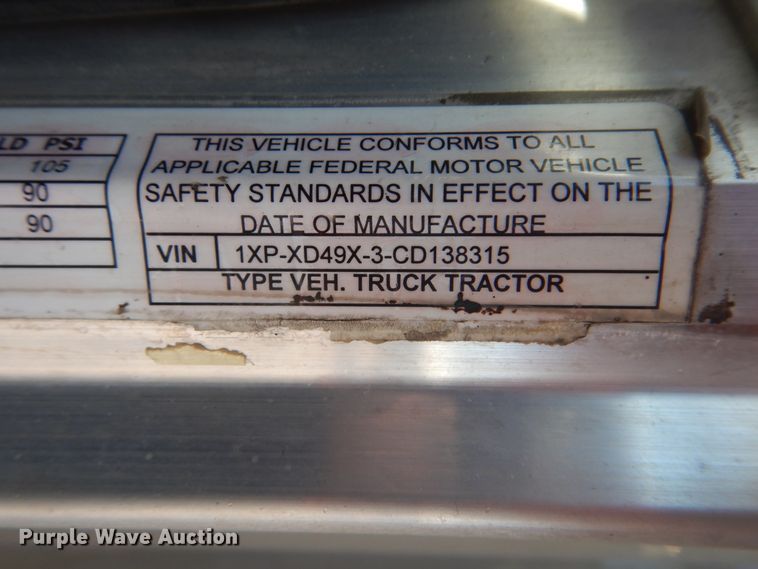 LD PSI
105
90
90
THIS VEHICLE CONFORMS TO ALL
APPLICABLE FEDERAL MOTOR VEHICLE
SAFETY STANDARDS IN EFFECT ON THE
DATE OF MANUFACTURE
VIN 1XP-XD49X-3-CD138315
TYPE VEH. TRUCK TRACTOR
Purple Wave Auction